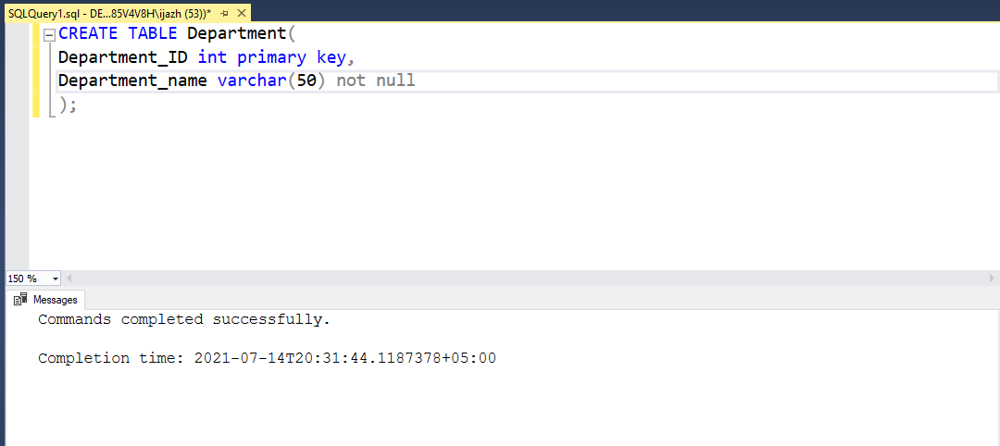 SQLQuery1.sql - DE...85V4V8H\ijazh (53))*
CREATE TABLE Department(
Department_ID int primary key,
Department_name varchar(50) not null
);
150 %
Messages
Commands completed successfully.
Completion time: 2021-07-14T20:31:44.1187378+05:00